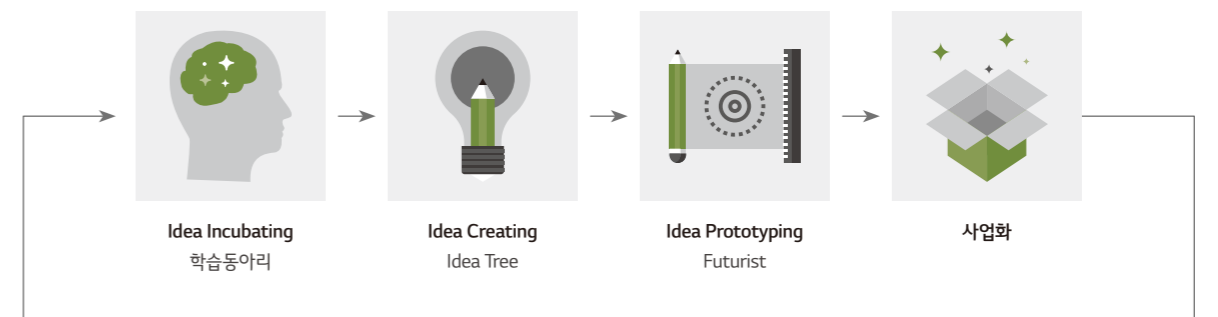 Idea Incubating
학습동아리
Idea Creating
Idea Tree
Idea Prototyping
Futurist
사업화